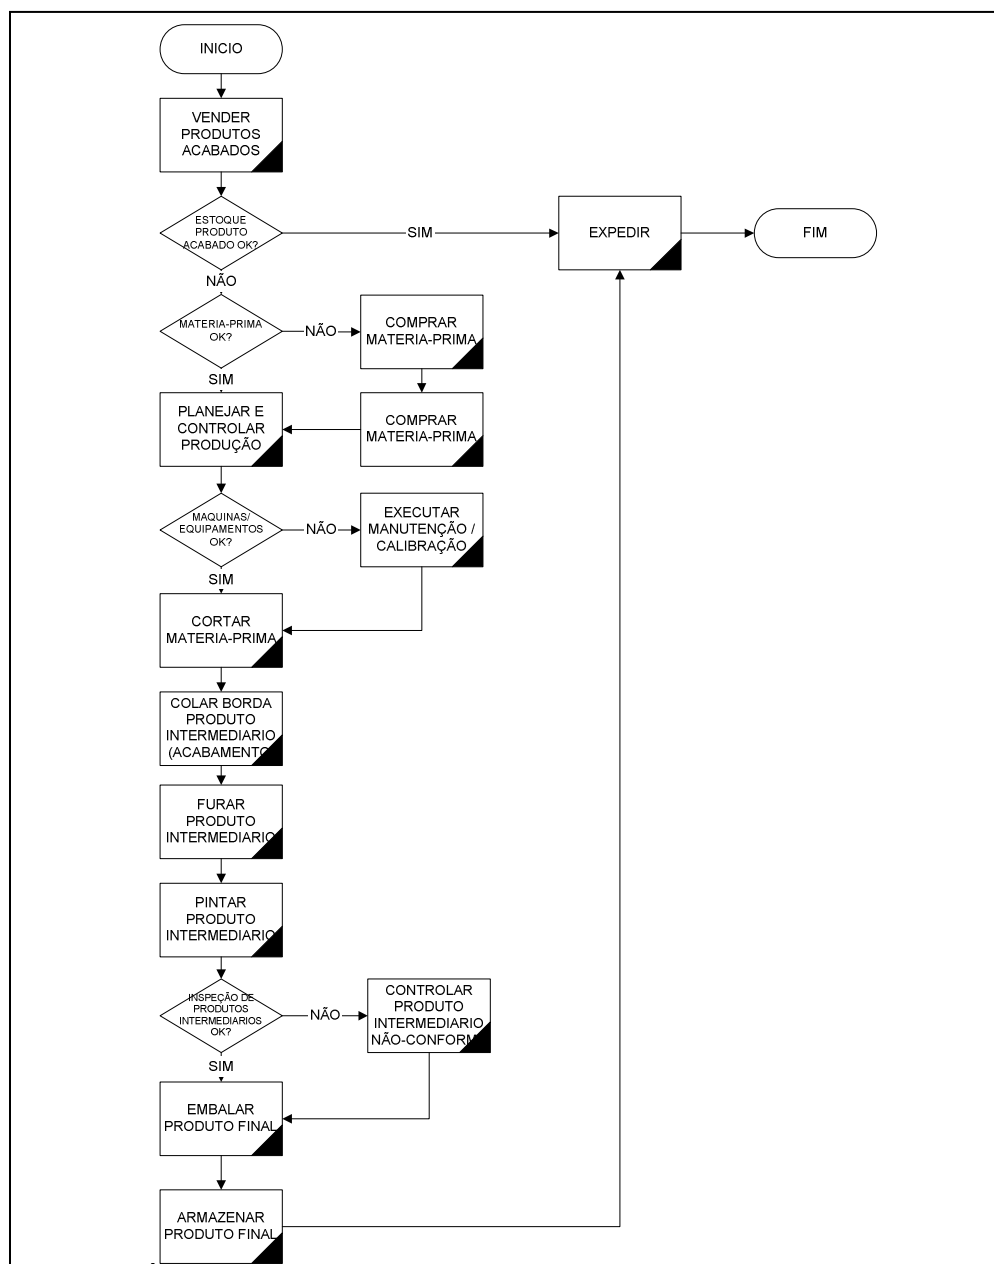 INICIO
VENDER
PRODUTOS
ACABADOS
ESTOQUE
PRODUTO
ACABADO OK?
SIM
EXPEDIR
FIM
NÃO
MATERIA-PRIMA
OK?
NÃO
COMPRAR
MATERIA-PRIMA
SIM
PLANEJAR E
CONTROLAR
PRODUÇÃO
COMPRAR
MATERIA-PRIMA
MAQUINAS/
EQUIPAMENTOS
OK?
NÃO
EXECUTAR
MANUTENÇÃO /
CALIBRAÇÃO
SIM
CORTAR
MATERIA-PRIMA
COLAR BORDA
PRODUTO
INTERMEDIARIO
(ACABAMENTO
FURAR
PRODUTO
INTERMEDIARIO
PINTAR
PRODUTO
INTERMEDIARIO
INSPEÇÃO DE
PRODUTOS
INTERMEDIARIOS
OK?
NÃO
CONTROLAR
PRODUTO
INTERMEDIARIO
NÃO-CONFORM
SIM
EMBALAR
PRODUTO FINAL
ARMAZENAR
PRODUTO FINAL